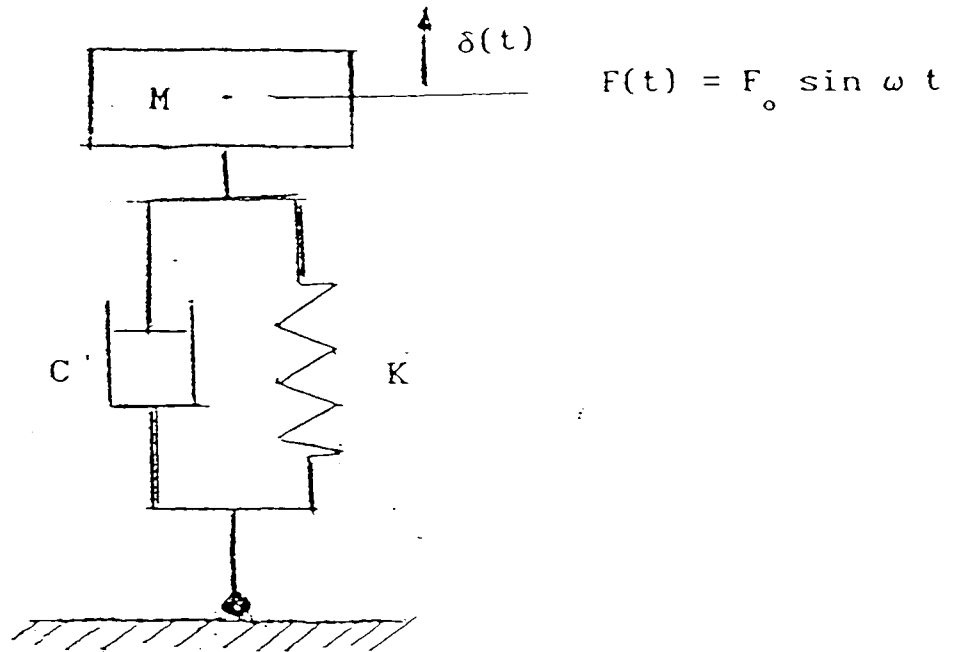 δ(t)
F(t) = F₀ sin ω t
M
C
K